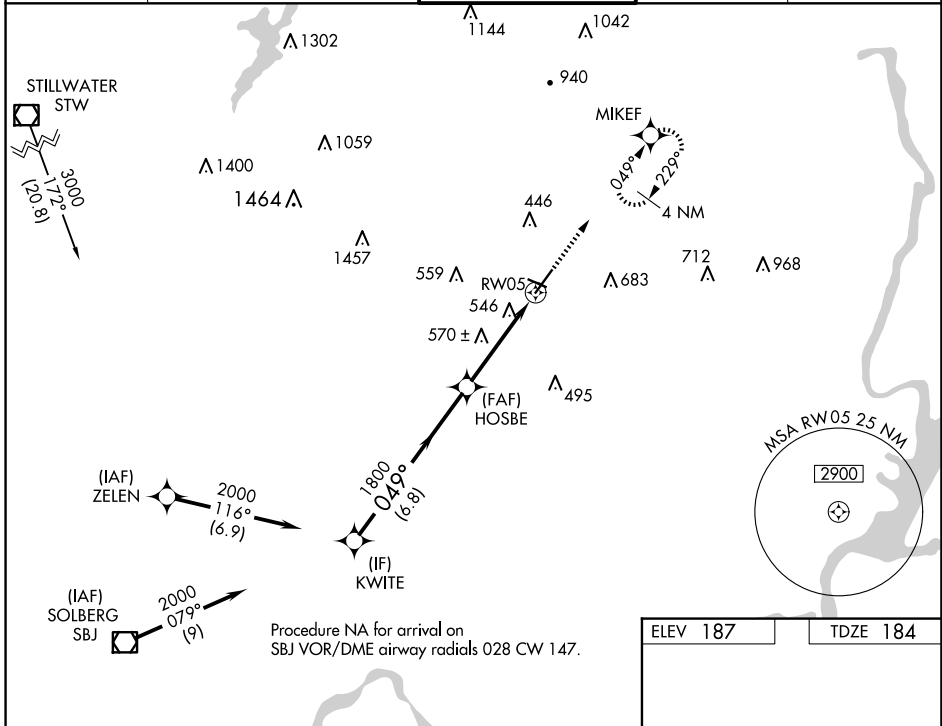 1144
1042
1302
940
STILLWATER
STW
MIKEF
1059
1400
049°
229°
3000
172°
(20.8)
1464
446
4 NM
1457
559
RW05
683
712
968
546
570 ±
(FAF)
HOSBE
495
MSA RW05 25 NM
2900
(IAF)
ZELEN
2000
116°
(6.9)
1800
049°
(6.8)
(IF)
KWITE
(IAF)
SOLBERG
SBJ
2000
079°
(9)
Procedure NA for arrival on
SBJ VOR/DME airway radials 028 CW 147.
ELEV 187
TDZE 184